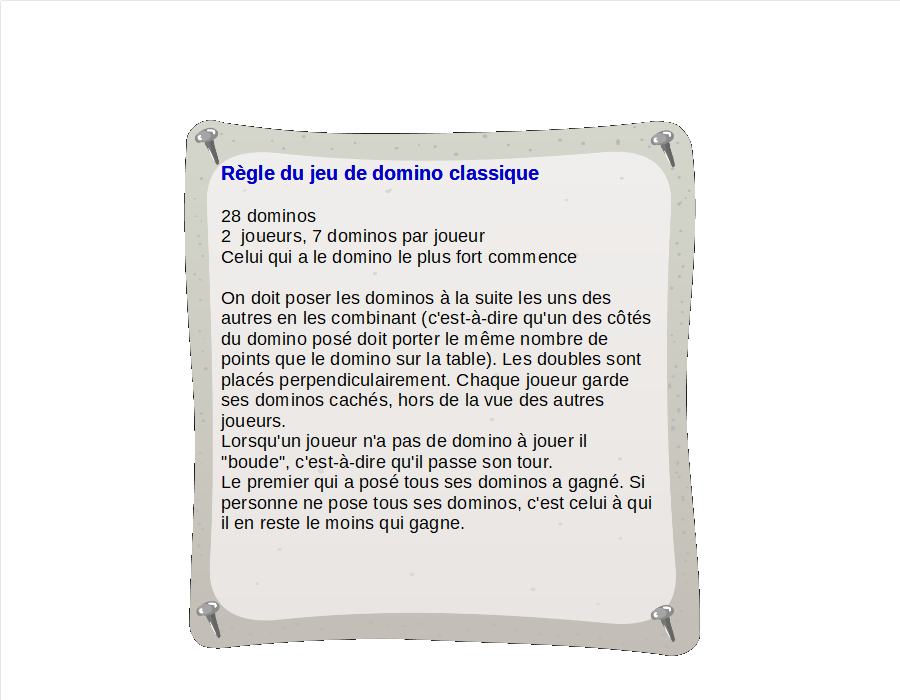 Règle du jeu de domino classique
28 dominos
2  joueurs, 7 dominos par joueur
Celui qui a le domino le plus fort commence
On doit poser les dominos à la suite les uns des
autres en les combinant (c'est-à-dire qu'un des côtés
du domino posé doit porter le même nombre de
points que le domino sur la table). Les doubles sont
placés perpendiculairement. Chaque joueur garde
ses dominos cachés, hors de la vue des autres
joueurs.
Lorsqu'un joueur n'a pas de domino à jouer il
"boude", c'est-à-dire qu'il passe son tour.
Le premier qui a posé tous ses dominos a gagné. Si
personne ne pose tous ses dominos, c'est celui à qui
il en reste le moins qui gagne.